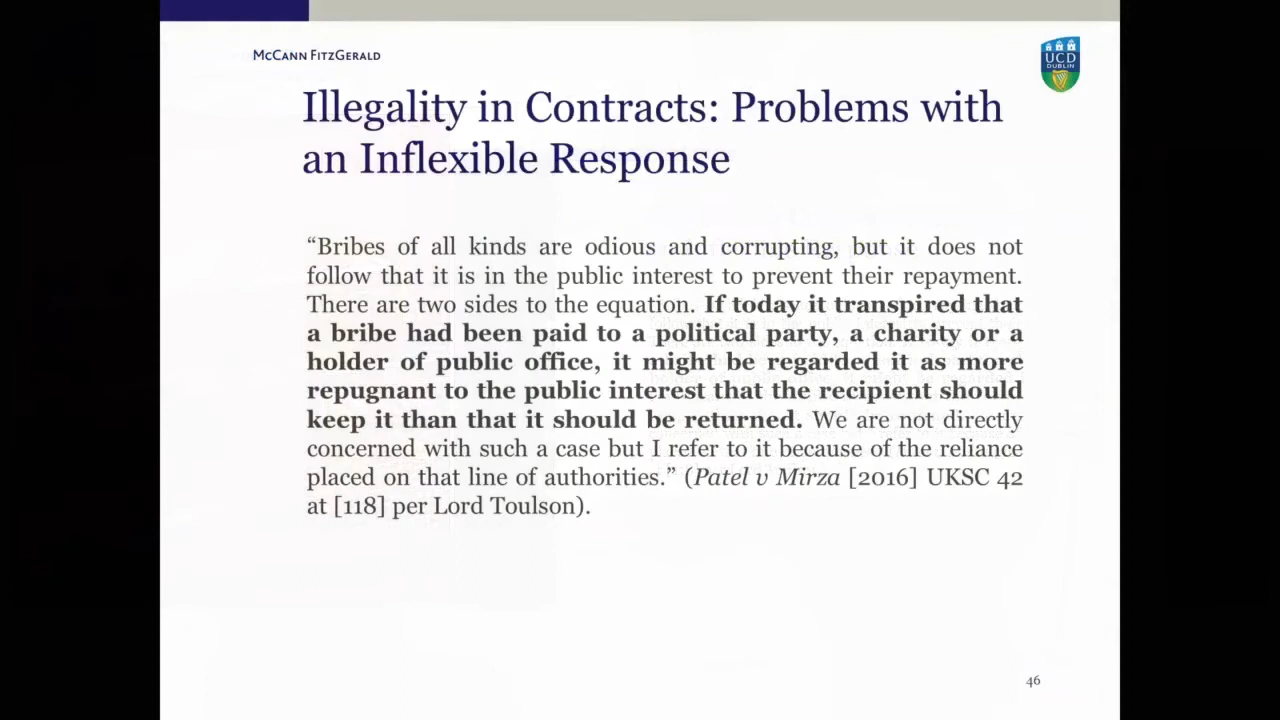 McCann FitzGerald
UCD
DUBLIN
Illegality in Contracts: Problems with
an Inflexible Response
“Bribes of all kinds are odious and corrupting, but it does not
follow that it is in the public interest to prevent their repayment.
There are two sides to the equation. If today it transpired that
a bribe had been paid to a political party, a charity or a
holder of public office, it might be regarded it as more
repugnant to the public interest that the recipient should
keep it than that it should be returned. We are not directly
concerned with such a case but I refer to it because of the reliance
placed on that line of authorities.” (Patel v Mirza [2016] UKSC 42
at [118] per Lord Toulson).
46